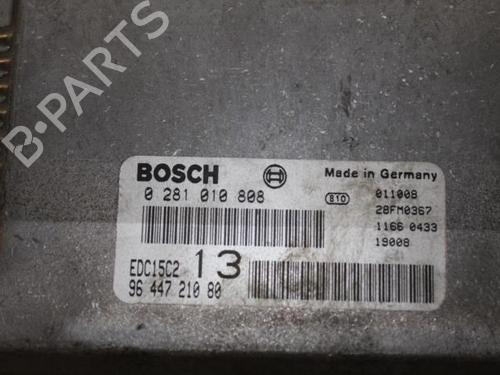 B-PARTS
BOSCH
Made in Germany
0 281 010 808
810
011008
28FM0367
1166 0433
19008
EDC15C2 13
96 447 210 80